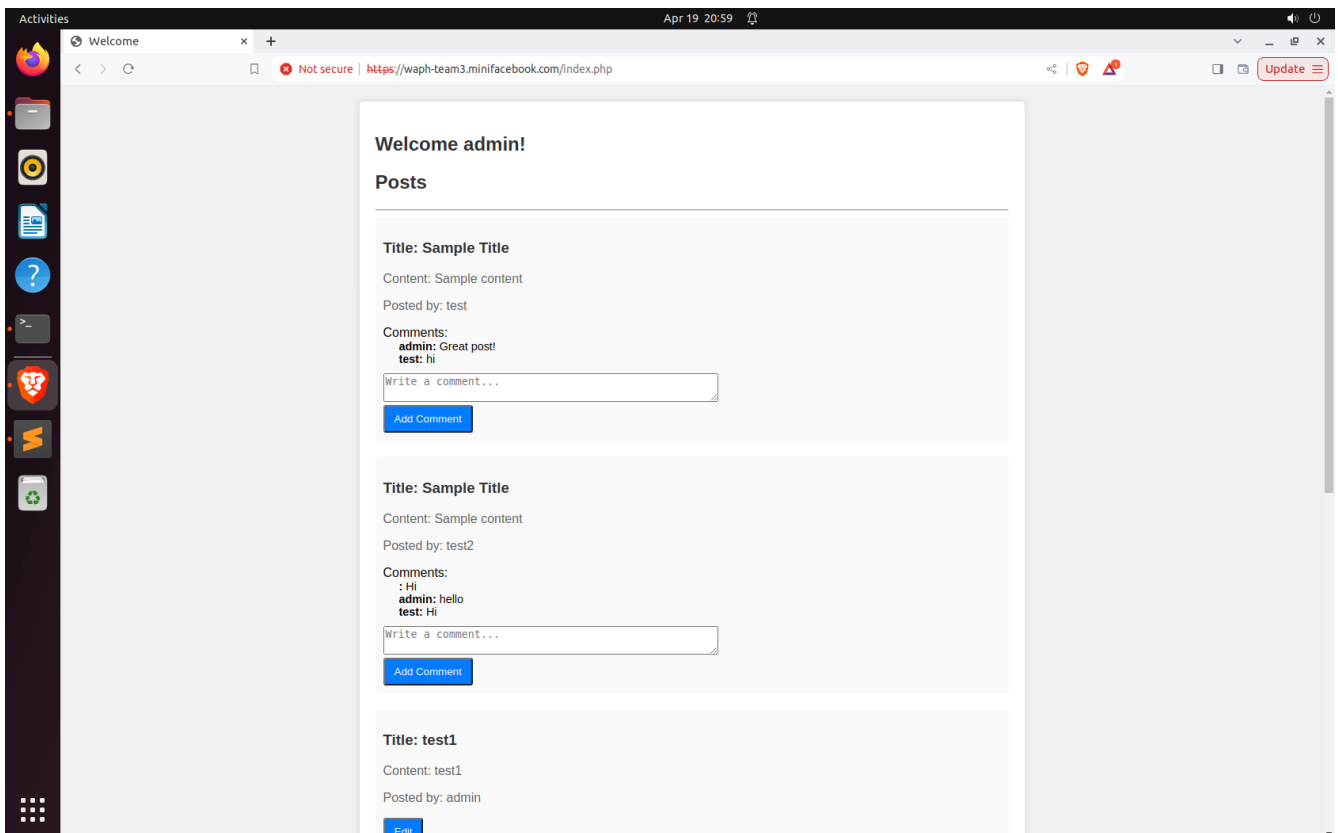 Activities
Apr 19 20:59
Welcome
Not secure
https://waph-team3.minifacebook.com/index.php
Update
Welcome admin!
Posts
Title: Sample Title
Content: Sample content
Posted by: test
Comments:
admin: Great post!
test: hi
Write a comment...
Add Comment
Title: Sample Title
Content: Sample content
Posted by: test2
Comments:
: Hi
admin: hello
test: Hi
Write a comment...
Add Comment
Title: test1
Content: test1
Posted by: admin
Edit